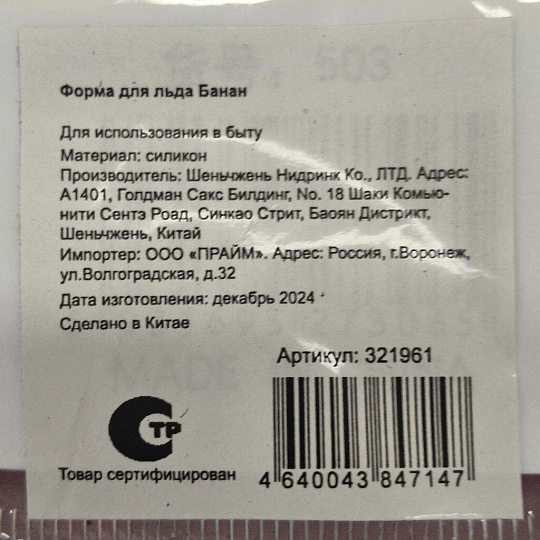 Форма для льда Банан
Для использования в быту
Материал: силикон
Производитель: Шеньчжень Нидринк Ко., ЛТД. Адрес:
А1401, Голдман Сакс Билдинг, No. 18 Шаки Комью-
нити Сентэ Роад, Синкао Стрит, Баоян Дистрикт,
Шеньчжень, Китай
Импортер: ООО «ПРАЙМ». Адрес: Россия, г.Воронеж,
ул.Волгоградская, д.32
Дата изготовления: декабрь 2024
Сделано в Китае
Артикул: 321961
ТР
Товар сертифицирован
4 640043 847147